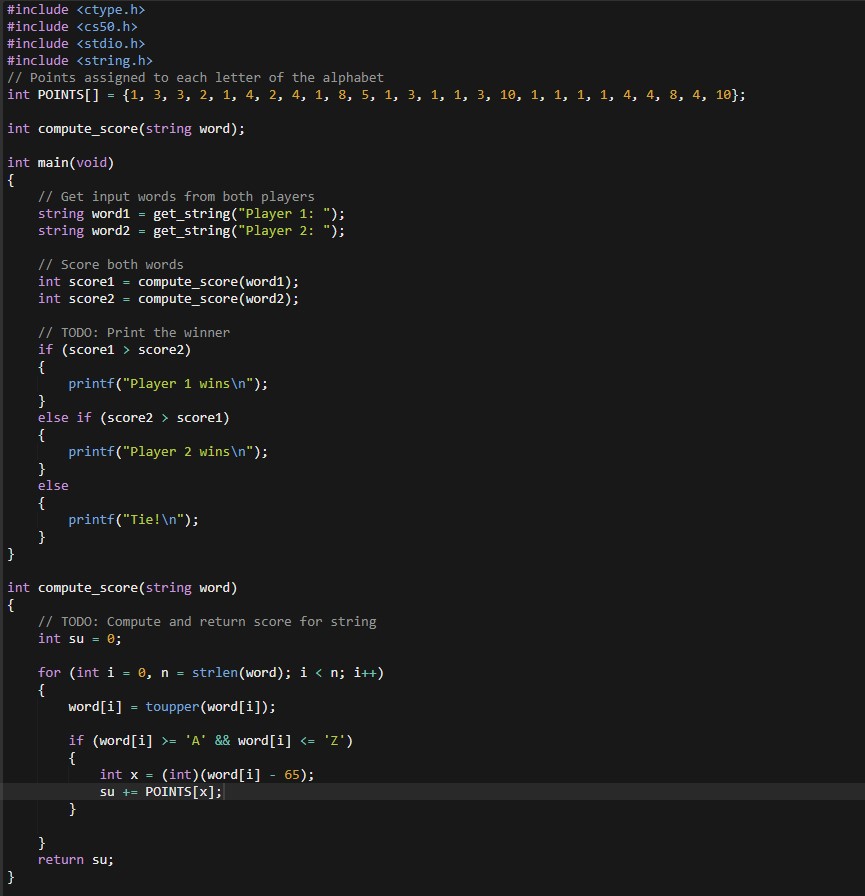 #include <ctype.h>
#include <cs50.h>
#include <stdio.h>
#include <string.h>
// Points assigned to each letter of the alphabet
int POINTS[] = {1, 3, 3, 2, 1, 4, 2, 4, 1, 8, 5, 1, 3, 1, 1, 3, 10, 1, 1, 1, 1, 4, 4, 8, 4, 10};

int compute_score(string word);

int main(void)
{
    // Get input words from both players
    string word1 = get_string("Player 1: ");
    string word2 = get_string("Player 2: ");

    // Score both words
    int score1 = compute_score(word1);
    int score2 = compute_score(word2);

    // TODO: Print the winner
    if (score1 > score2)
    {
        printf("Player 1 wins\n");
    }
    else if (score2 > score1)
    {
        printf("Player 2 wins\n");
    }
    else
    {
        printf("Tie!\n");
    }
}

int compute_score(string word)
{
    // TODO: Compute and return score for string
    int su = 0;

    for (int i = 0, n = strlen(word); i < n; i++)
    {
        word[i] = toupper(word[i]);

        if (word[i] >= 'A' && word[i] <= 'Z')
        {
            int x = (int)(word[i] - 65);
            su += POINTS[x];
        }

    }
    return su;
}